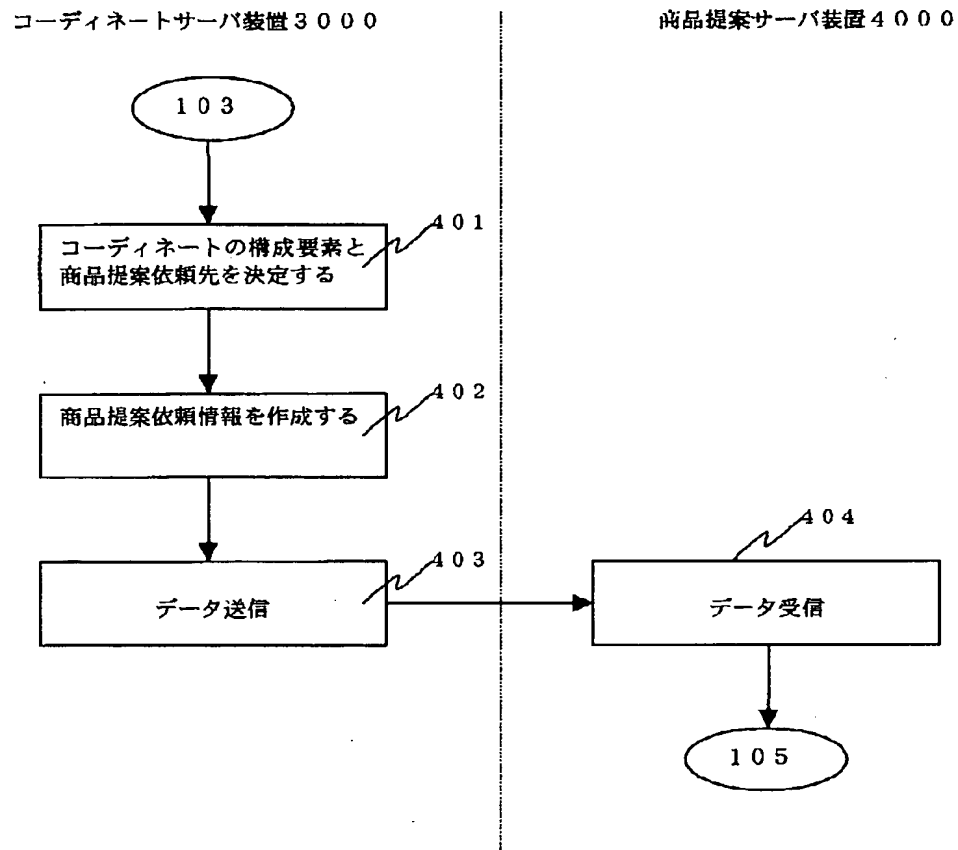 コーディネートサーバ装置３０００
商品提案サーバ装置４０００
１０３
４０１
コーディネートの構成要素と
商品提案依頼先を決定する
４０２
商品提案依頼情報を作成する
４０３
データ送信
４０４
データ受信
１０５